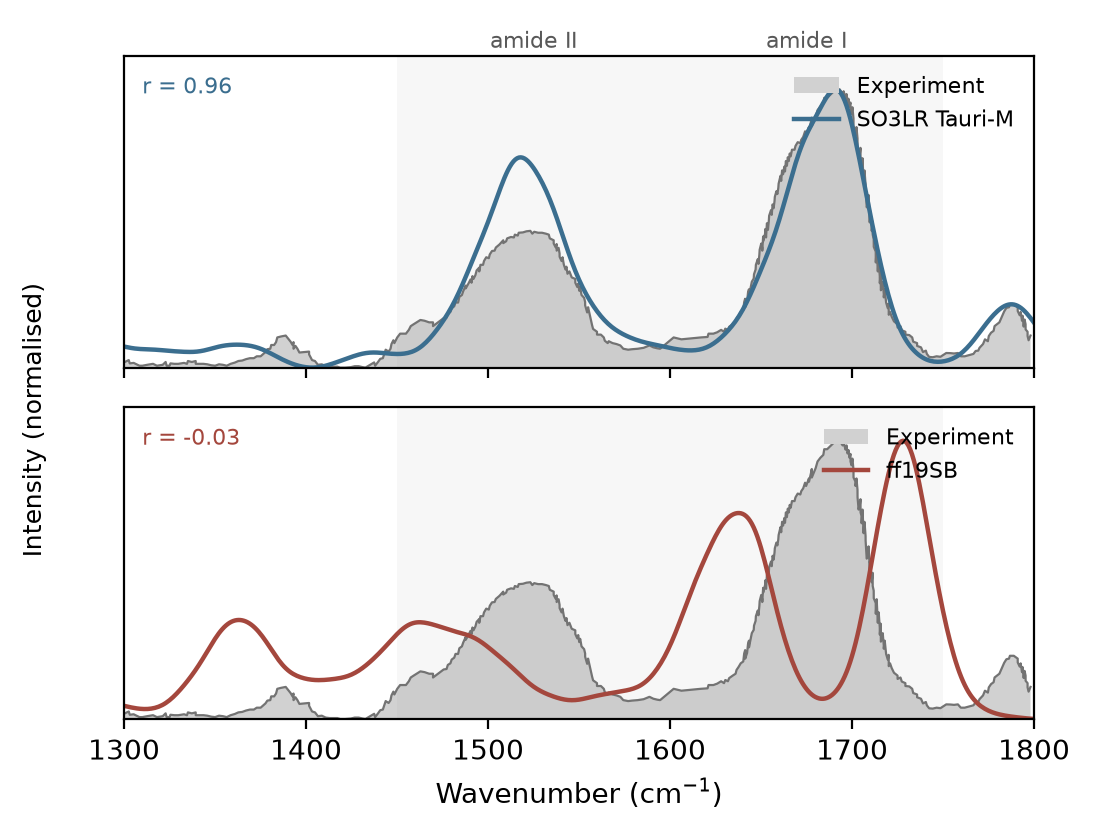 amide II
amide I
r = 0.96
Experiment
SO3LR Tauri-M
r = -0.03
Experiment
ff19SB
Intensity (normalised)
1300 1400 1500 1600 1700 1800
Wavenumber (cm⁻¹)